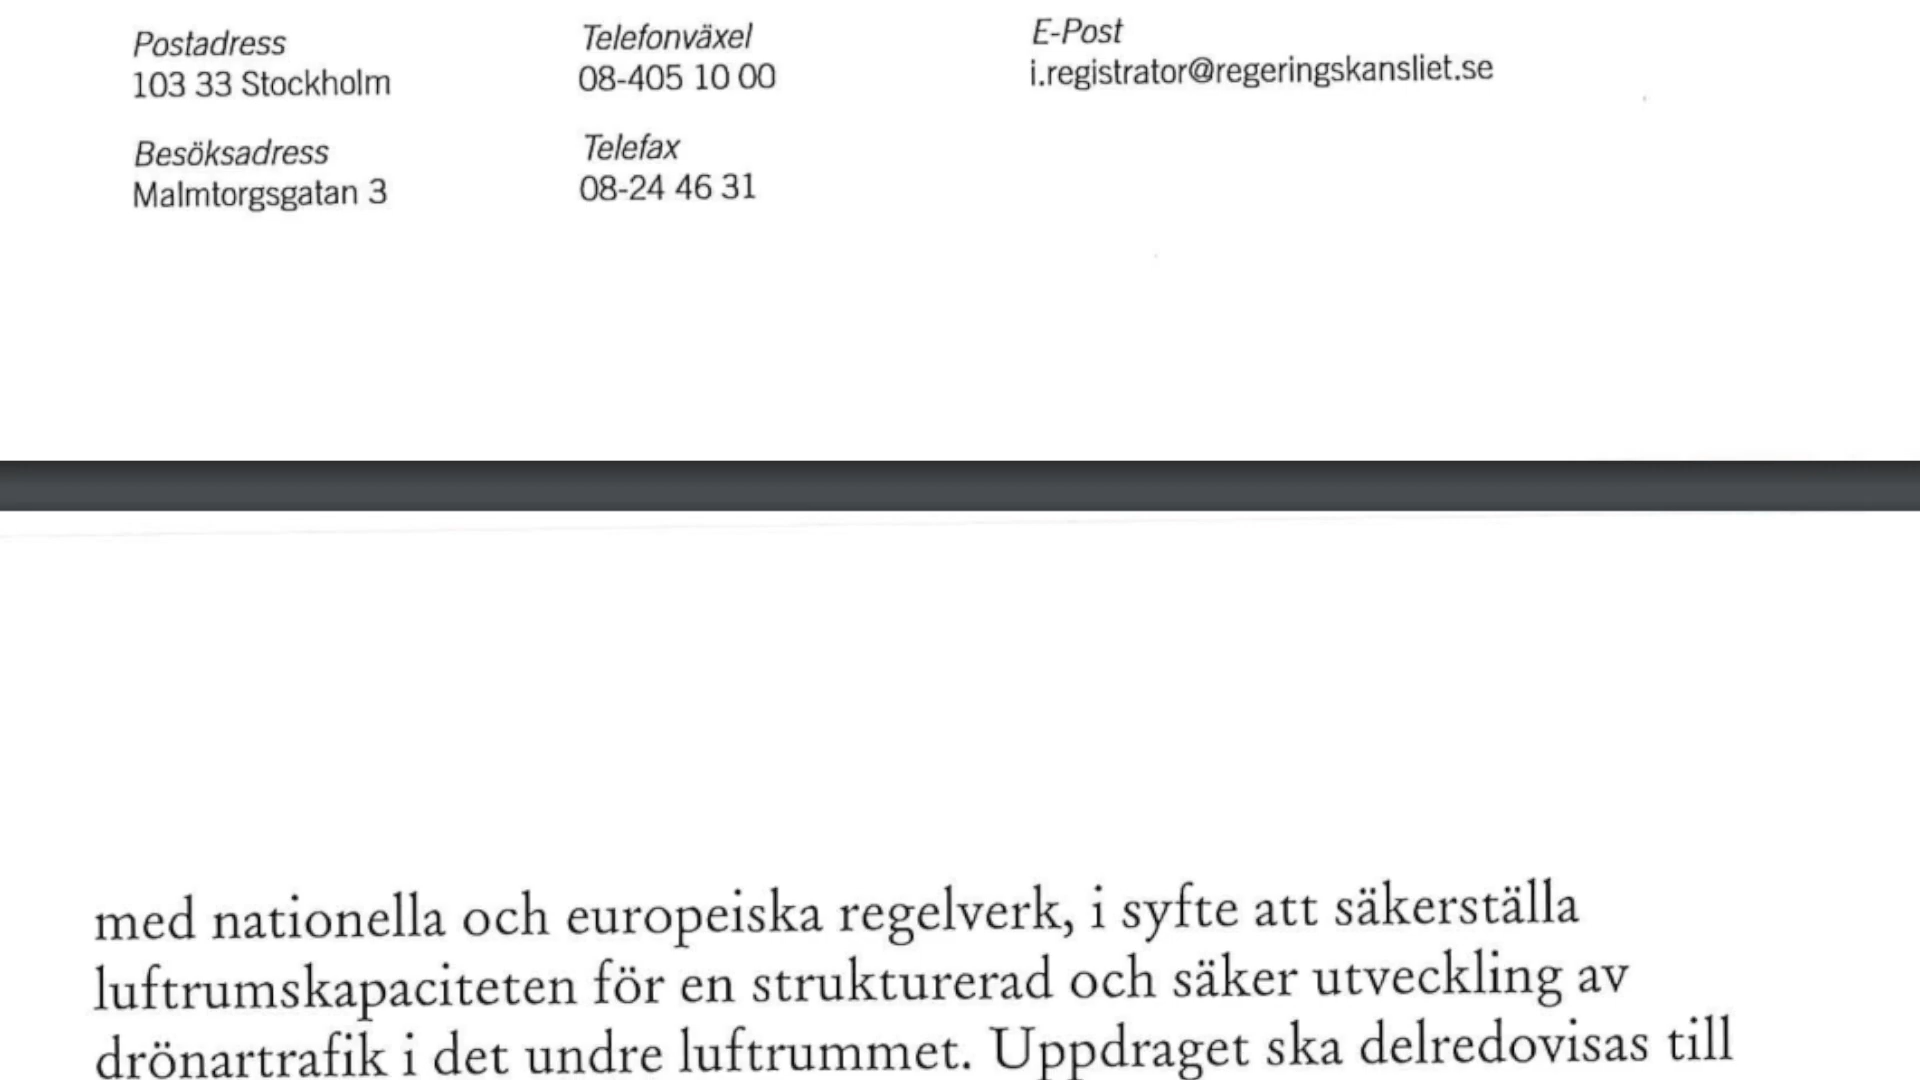 Postadress
103 33 Stockholm
Besöksadress
Malmtorgsgatan 3
Telefonväxel
08-405 10 00
Telefax
08-24 46 31
E-Post
i.registrator@regeringskansliet.se
med nationella och europeiska regelverk, i syfte att säkerställa
luftrumskapaciteten för en strukturerad och säker utveckling av
drönartrafik i det undre luftrummet. Uppdraget ska delredovisas till